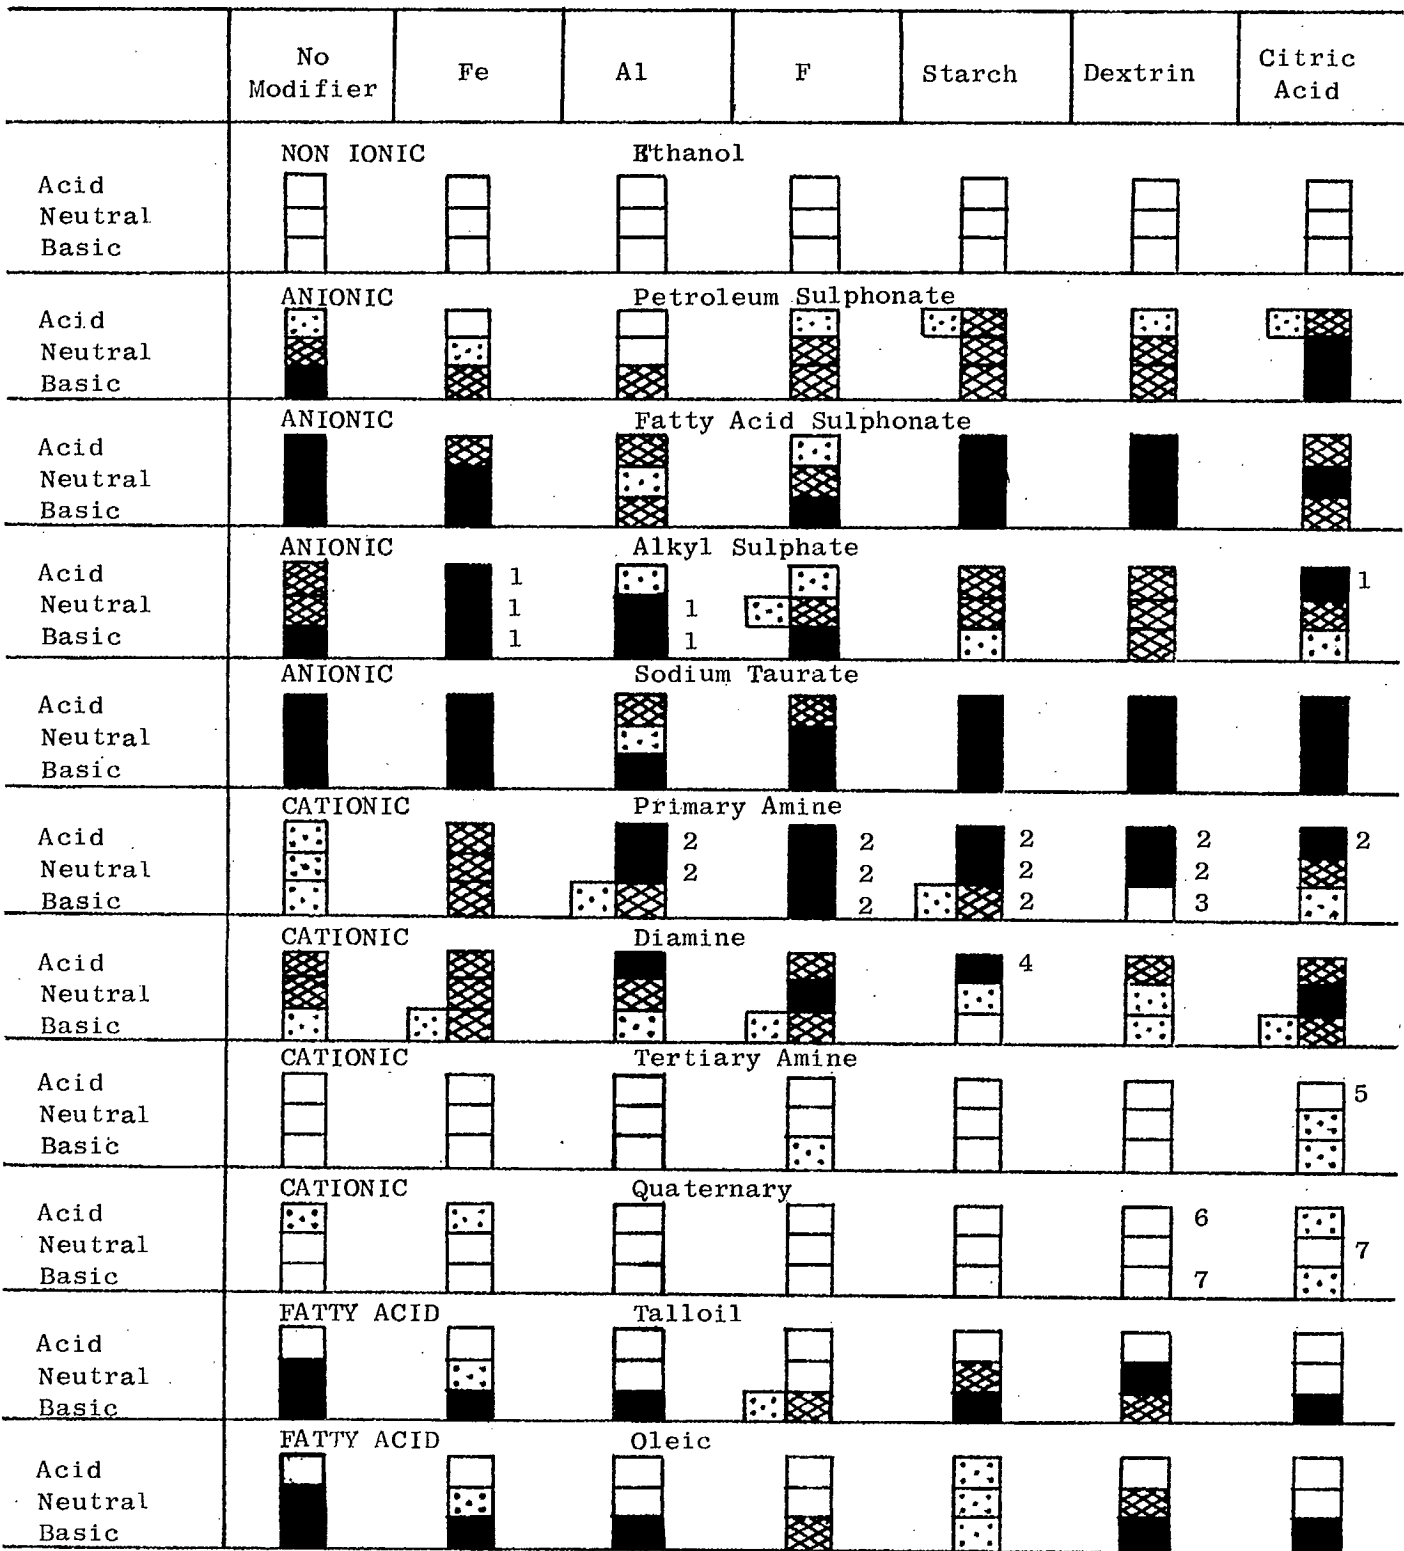 No Modifier Fe Al F Starch Dextrin Citric Acid
NON IONIC Ethanol
Acid
Neutral
Basic
ANIONIC Petroleum Sulphonate
Acid
Neutral
Basic
ANIONIC Fatty Acid Sulphonate
Acid
Neutral
Basic
ANIONIC Alkyl Sulphate
Acid 1 1
Neutral 1 1
Basic 1 1
ANIONIC Sodium Taurate
Acid
Neutral
Basic
CATIONIC Primary Amine
Acid 2 2 2 2 2
Neutral 2 2 2 2
Basic 2 2 3
CATIONIC Diamine
Acid 4
Neutral
Basic
CATIONIC Tertiary Amine
Acid 5
Neutral
Basic
CATIONIC Quaternary
Acid 6
Neutral 7
Basic 7
FATTY ACID Talloil
Acid
Neutral
Basic
FATTY ACID Oleic
Acid
Neutral
Basic